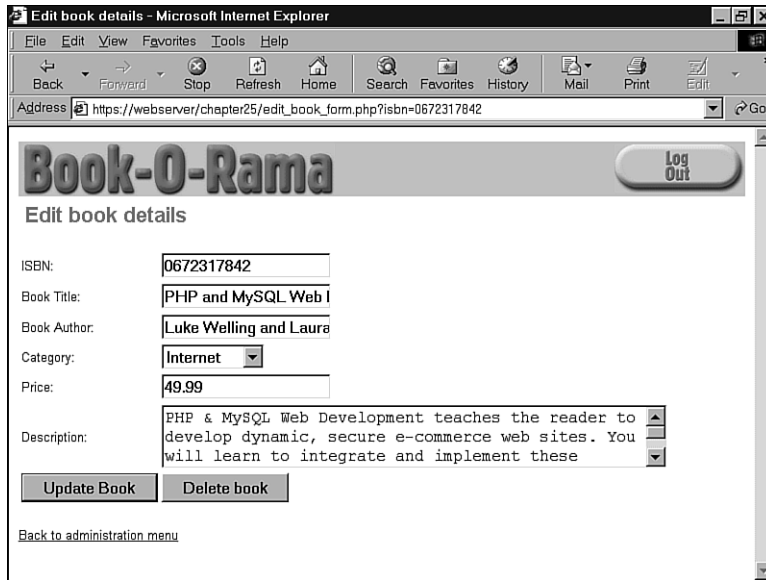 Edit book details - Microsoft Internet Explorer
File Edit View Favorites Tools Help
Back Forward Stop Refresh Home Search Favorites History Mail Print Edit
Address https://webserver/chapter25/edit_book_form.php?isbn=0672317842 Go
Book-O-Rama Log Out
Edit book details
ISBN: 0672317842
Book Title: PHP and MySQL Web
Book Author: Luke Welling and Laura
Category: Internet
Price: 49.99
Description: PHP & MySQL Web Development teaches the reader to
develop dynamic, secure e-commerce web sites. You
will learn to integrate and implement these
Update Book Delete book
Back to administration menu